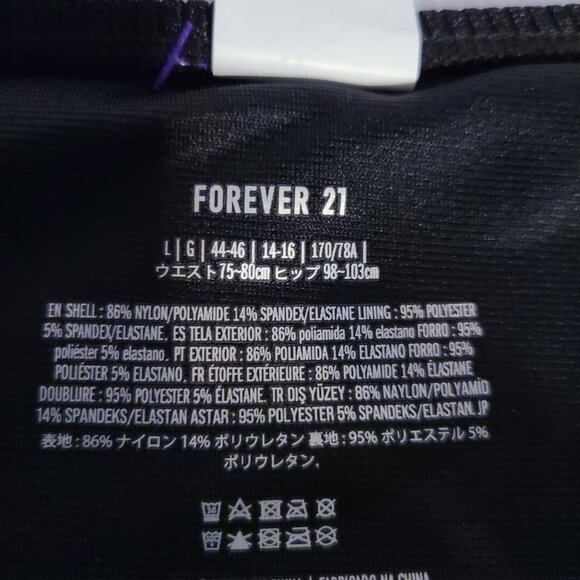 FOREVER 21
L | G | 44-46 | 14-16 | 170/78A |
ウエスト75~80cm ヒップ 98~103cm
EN SHELL : 86% NYLON/POLYAMIDE 14% SPANDEX/ELASTANE LINING : 95% POLYESTER
5% SPANDEX/ELASTANE. ES TELA EXTERIOR : 86% poliamida 14% elastano FORRO : 95%
poliéster 5% elastano. PT EXTERIOR : 86% POLIAMIDA 14% ELASTANO FORRO : 95%
POLIÉSTER 5% ELASTANO. FR ÉTOFFE EXTÉRIEURE : 86% POLYAMIDE 14% ÉLASTANE
DOUBLURE : 95% POLYESTER 5% ÉLASTANE. TR DIŞ YÜZEY : 86% NAYLON/POLYAMID
14% SPANDEKS/ELASTAN ASTAR : 95% POLYESTER 5% SPANDEKS/ELASTAN. JP
表地 : 86% ナイロン 14% ポリウレタン 裏地 : 95% ポリエステル 5%
ポリウレタン.
| FABRICADO NA CHINA